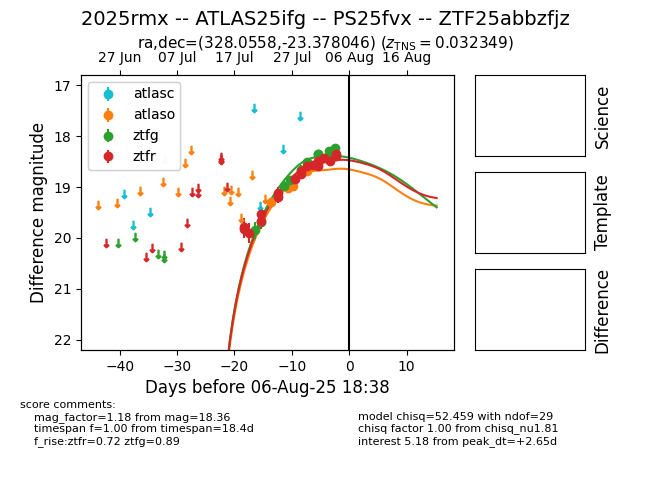 2025rmx -- ATLAS25ifg -- PS25fvx -- ZTF25abbzfjz
ra,dec=(328.0558,-23.378046) (z_TNS = 0.032349)
27 Jun 07 Jul 17 Jul 27 Jul 06 Aug 16 Aug
atlasc
atlaso
ztfg
ztfr
17
18
19
20
21
22
Difference magnitude
−40 −30 −20 −10 0 10
Days before 06-Aug-25 18:38
Science
Template
Difference
score comments:
mag_factor=1.18 from mag=18.36
timespan f=1.00 from timespan=18.4d
f_rise:ztfr=0.72 ztfg=0.89
model chisq=52.459 with ndof=29
chisq factor 1.00 from chisq_nu1.81
interest 5.18 from peak_dt=+2.65d